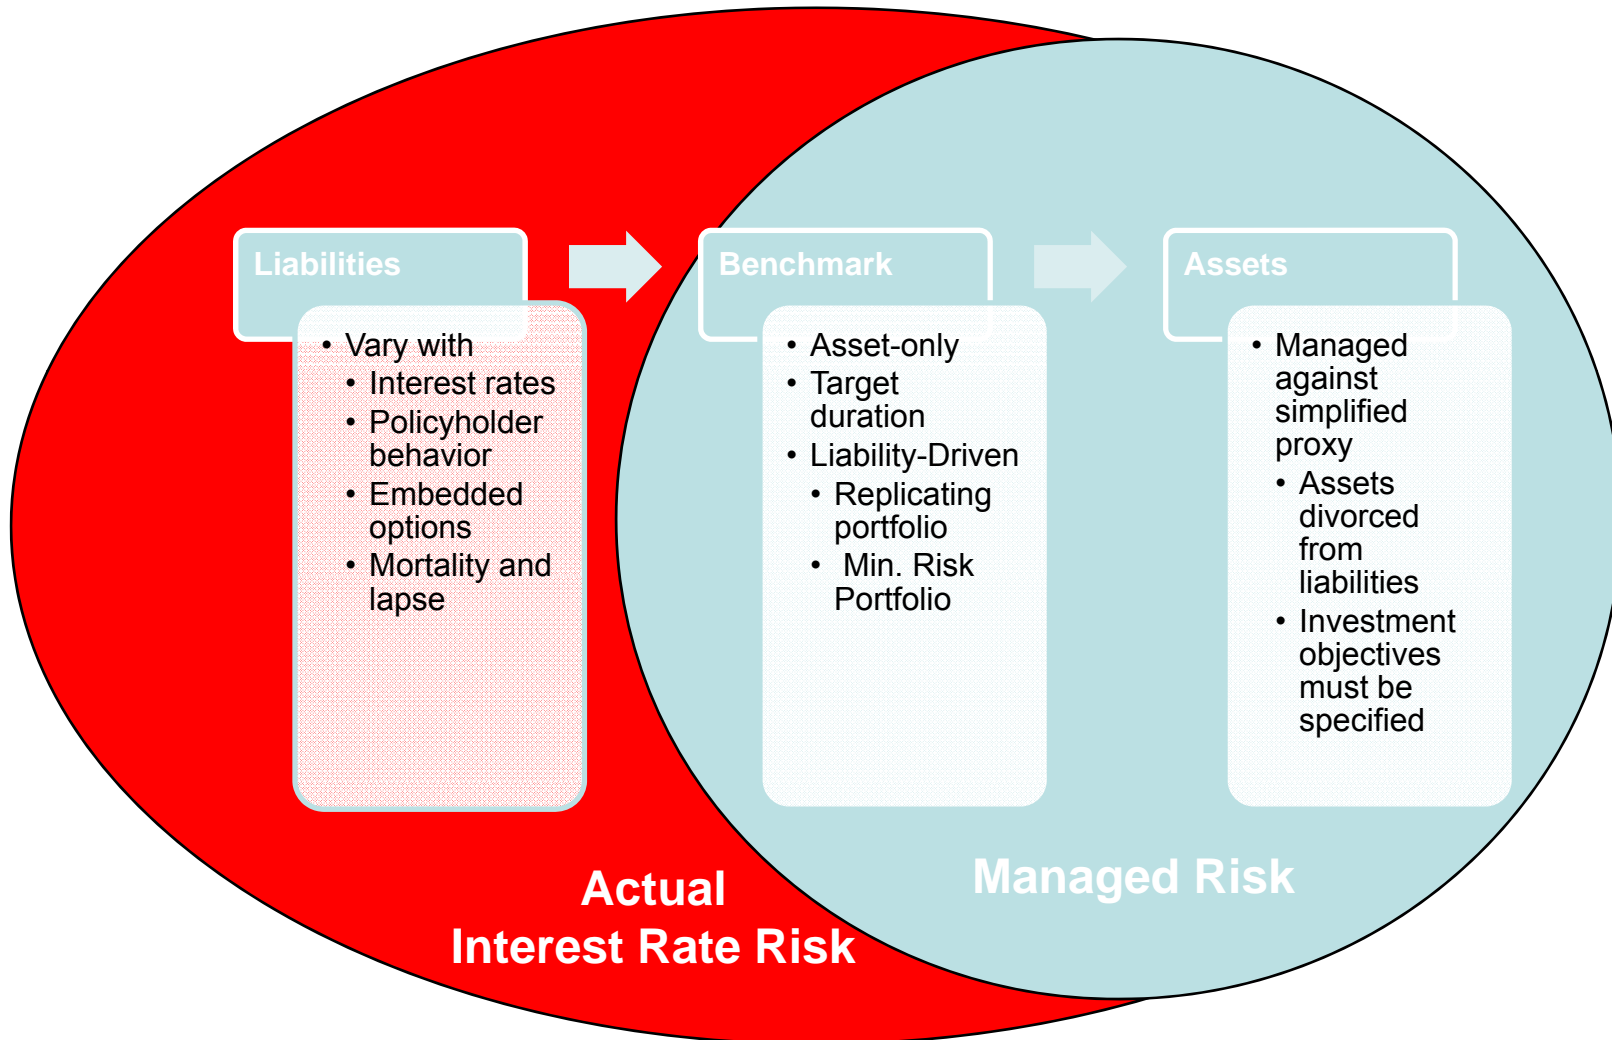 Liabilities
• Vary with
• Interest rates
• Policyholder
behavior
• Embedded
options
• Mortality and
lapse
Benchmark
• Asset-only
• Target
duration
• Liability-Driven
• Replicating
portfolio
• Min. Risk
Portfolio
Assets
• Managed
against
simplified
proxy
• Assets
divorced
from
liabilities
• Investment
objectives
must be
specified
Actual
Interest Rate Risk
Managed Risk